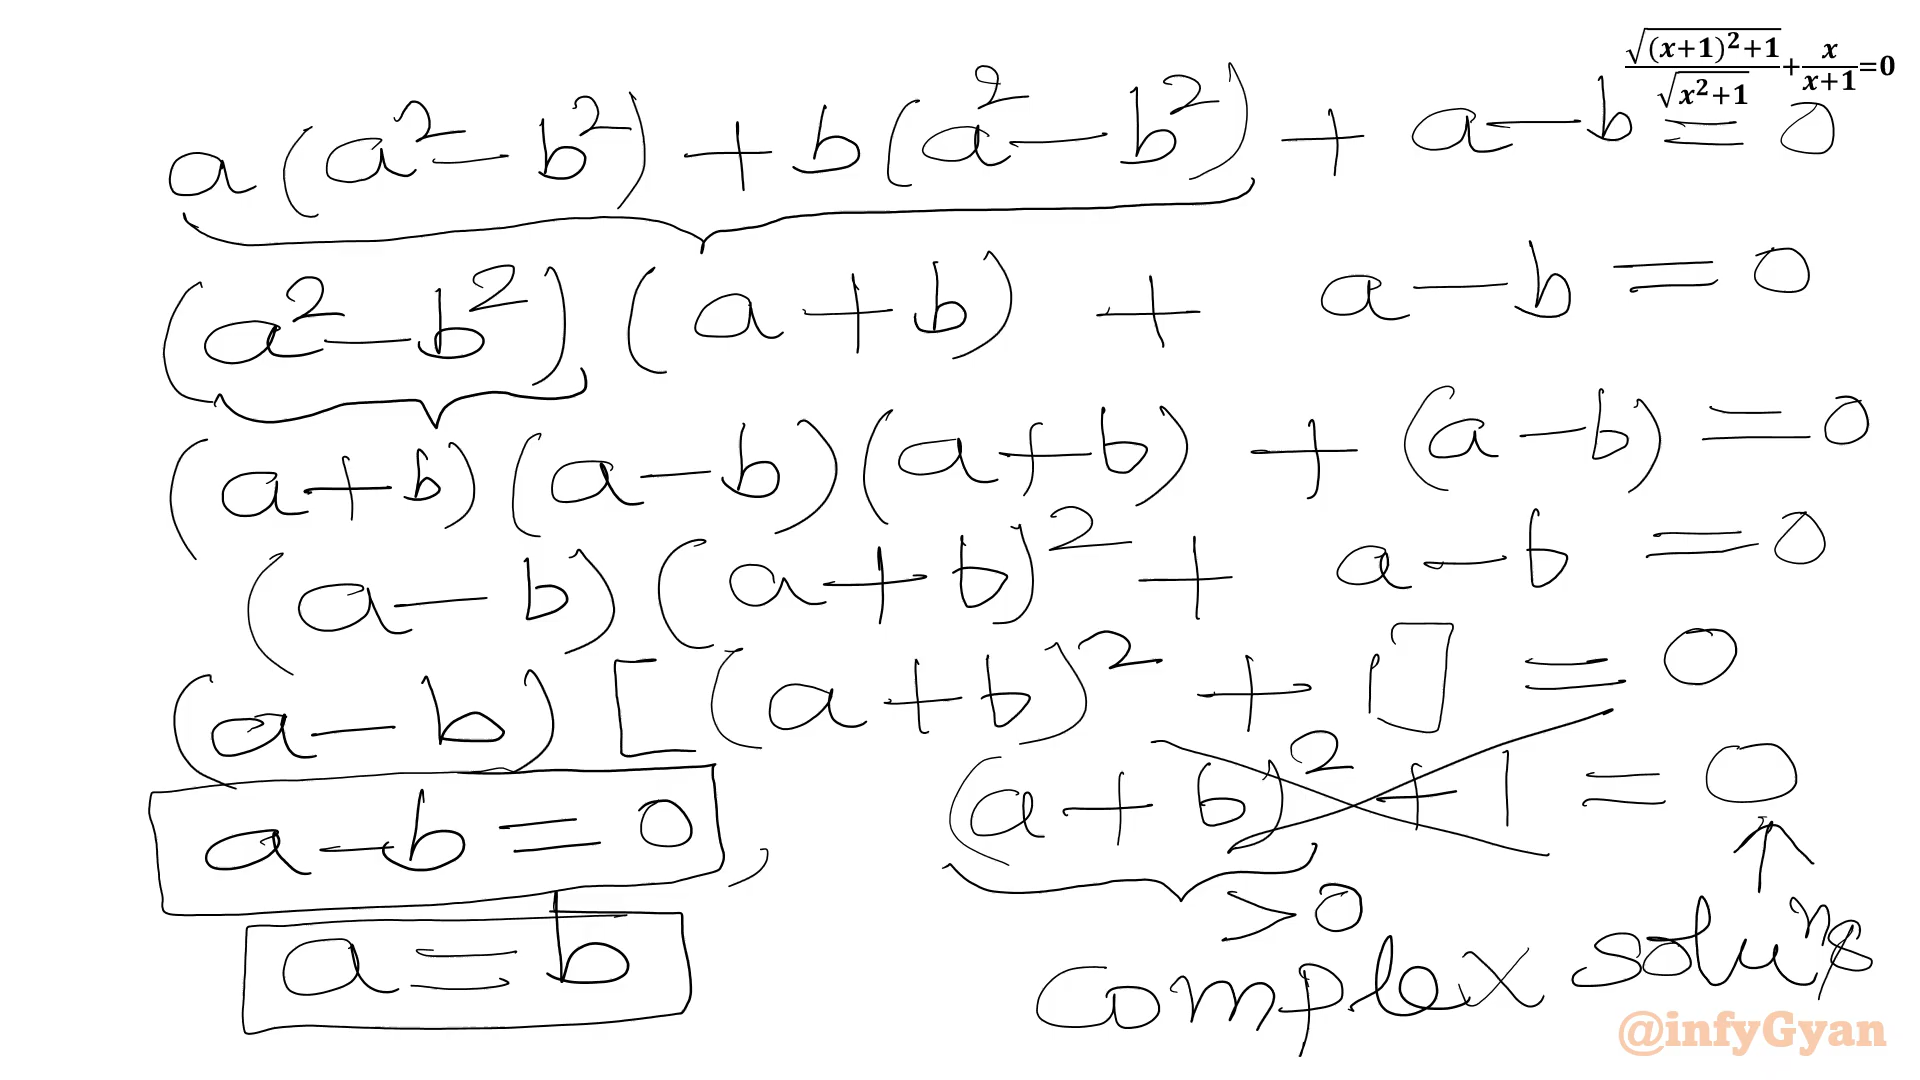 √(x+1)²+1/√x²+1 + x/x+1 = 0
a(a² - b²) + b(a² - b²) + a - b = 0
(a² - b²)(a + b) + a - b = 0
(a + b)(a - b)(a + b) + (a - b) = 0
(a - b)(a + b)² + a - b = 0
(a - b)[(a + b)² + 1] = 0
a - b = 0, (a + b)² + 1 = 0
>0
a = b
complex soluⁿs
@infyGyan